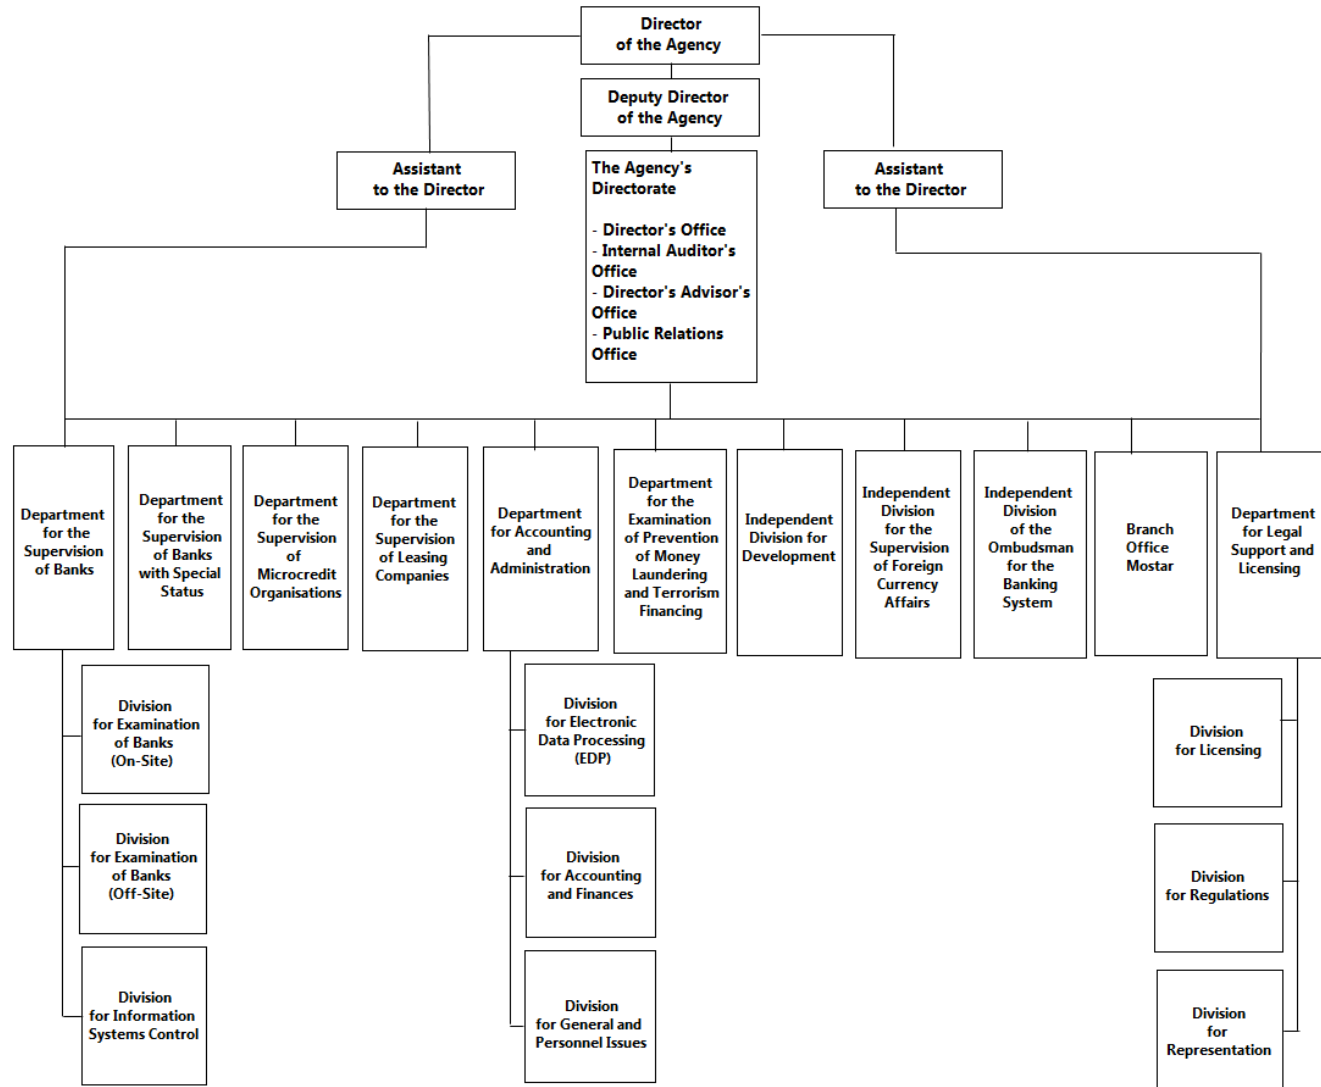 Director
of the Agency
Deputy Director
of the Agency
Assistant
to the Director
The Agency's
Directorate
- Director's Office
- Internal Auditor's
Office
- Director's Advisor's
Office
- Public Relations
Office
Assistant
to the Director
Department
for the
Supervision
of Banks
Department
for the
Supervision
of Banks
with Special
Status
Department
for the
Supervision
of
Microcredit
Organisations
Department
for the
Supervision
of Leasing
Companies
Department
for Accounting
and
Administration
Department
for the
Examination
of Prevention
of Money
Laundering
and Terrorism
Financing
Independent
Division for
Development
Independent
Division
for the
Supervision
of Foreign
Currency
Affairs
Independent
Division
of the
Ombudsman
for the
Banking
System
Branch
Office
Mostar
Department
for Legal
Support and
Licensing
Division
for Examination
of Banks
(On-Site)
Division
for Examination
of Banks
(Off-Site)
Division
for Information
Systems Control
Division
for Electronic
Data Processing
(EDP)
Division
for Accounting
and Finances
Division
for General and
Personnel Issues
Division
for Licensing
Division
for Regulations
Division
for
Representation